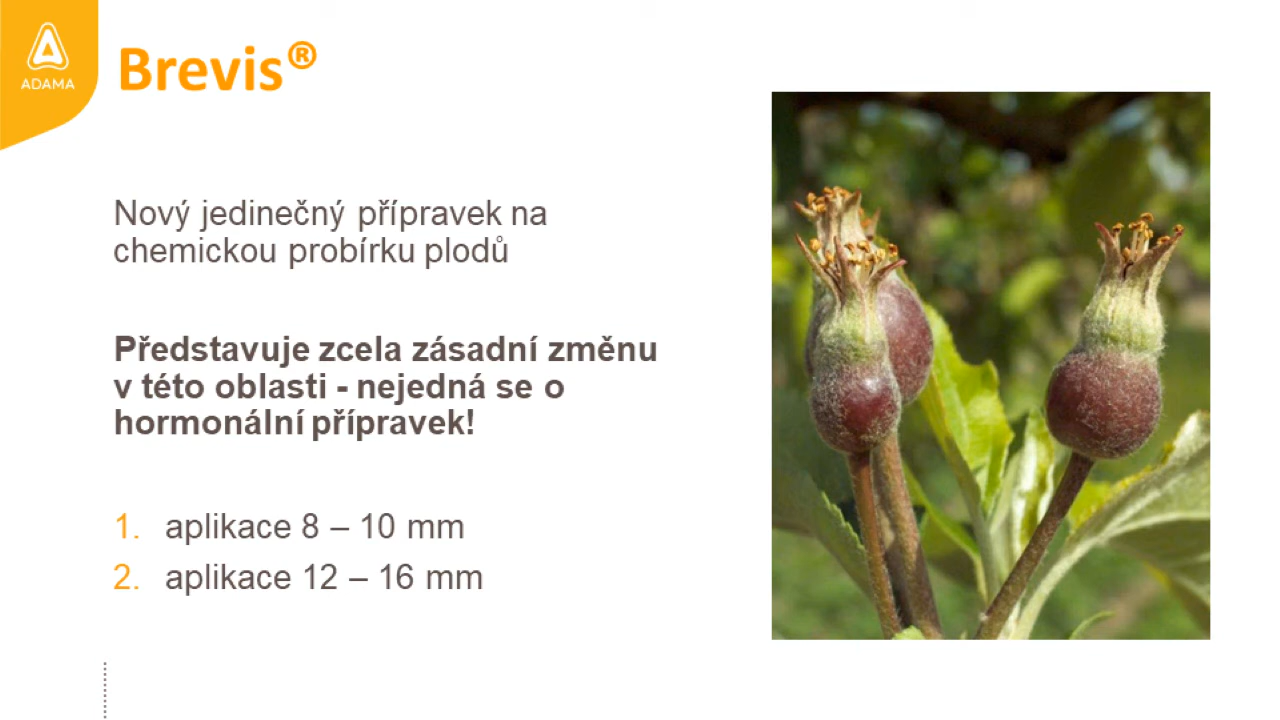 ADAMA
Brevis®
Nový jedinečný přípravek na
chemickou probírku plodů
Představuje zcela zásadní změnu
v této oblasti - nejedná se o
hormonální přípravek!
1. aplikace 8 – 10 mm
2. aplikace 12 – 16 mm